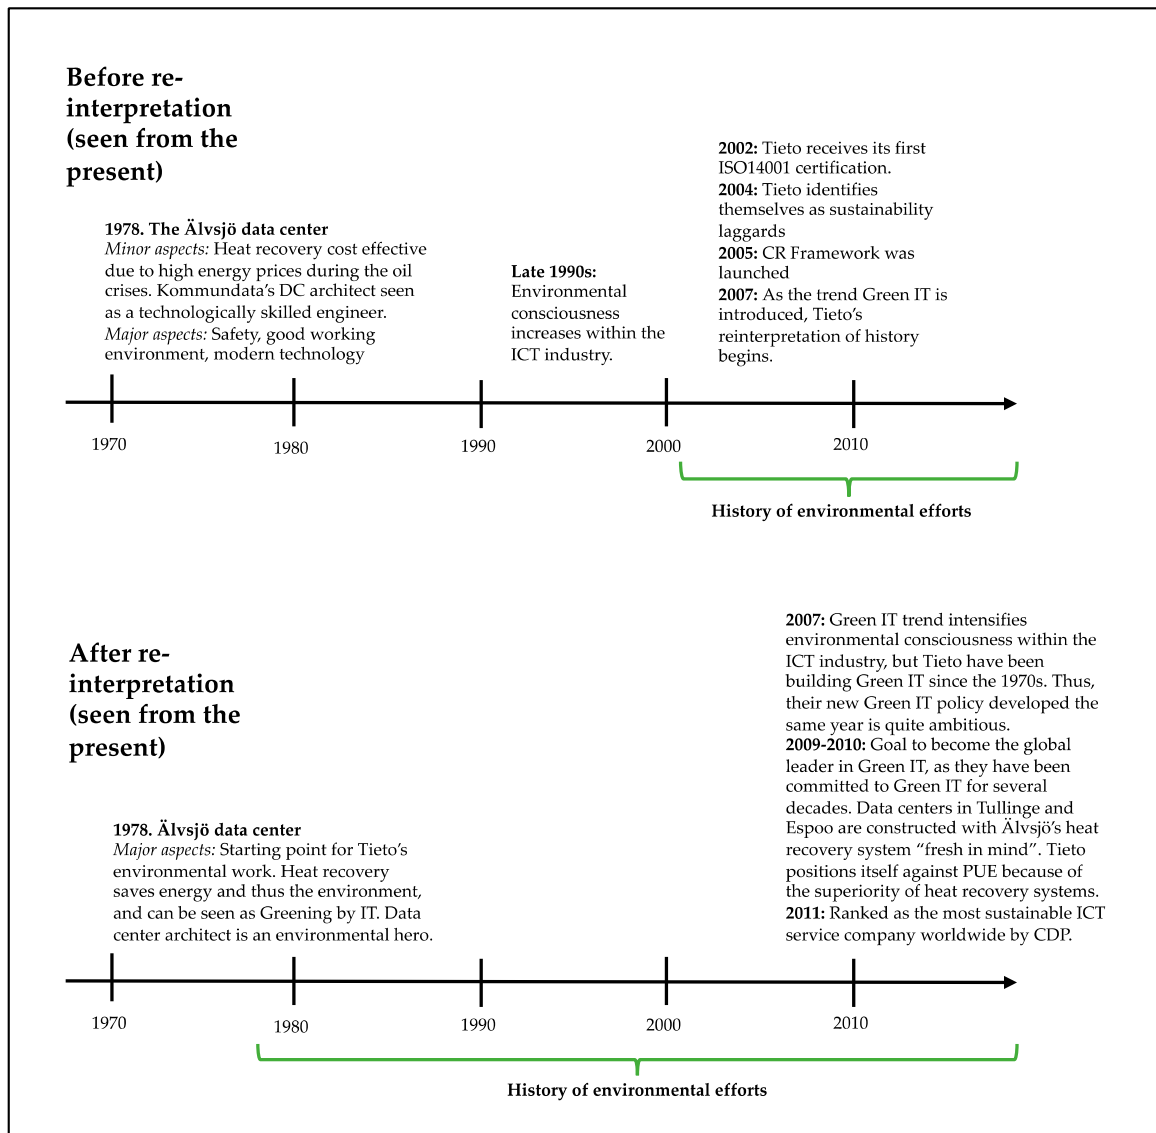 Before re-
interpretation
(seen from the
present)
1978. The Älvsjö data center
Minor aspects: Heat recovery cost effective
due to high energy prices during the oil
crises. Kommundata’s DC architect seen
as a technologically skilled engineer.
Major aspects: Safety, good working
environment, modern technology
Late 1990s:
Environmental
consciousness
increases within the
ICT industry.
2002: Tieto receives its first
ISO14001 certification.
2004: Tieto identifies
themselves as sustainability
laggards
2005: CR Framework was
launched
2007: As the trend Green IT is
introduced, Tieto’s
reinterpretation of history
begins.
1970
1980
1990
2000
2010
History of environmental efforts
After re-
interpretation
(seen from the
present)
1978. Älvsjö data center
Major aspects: Starting point for Tieto’s
environmental work. Heat recovery
saves energy and thus the environment,
and can be seen as Greening by IT. Data
center architect is an environmental hero.
2007: Green IT trend intensifies
environmental consciousness within the
ICT industry, but Tieto have been
building Green IT since the 1970s. Thus,
their new Green IT policy developed the
same year is quite ambitious.
2009-2010: Goal to become the global
leader in Green IT, as they have been
committed to Green IT for several
decades. Data centers in Tullinge and
Espoo are constructed with Älvsjö’s heat
recovery system “fresh in mind”. Tieto
positions itself against PUE because of
the superiority of heat recovery systems.
2011: Ranked as the most sustainable ICT
service company worldwide by CDP.
1970
1980
1990
2000
2010
History of environmental efforts